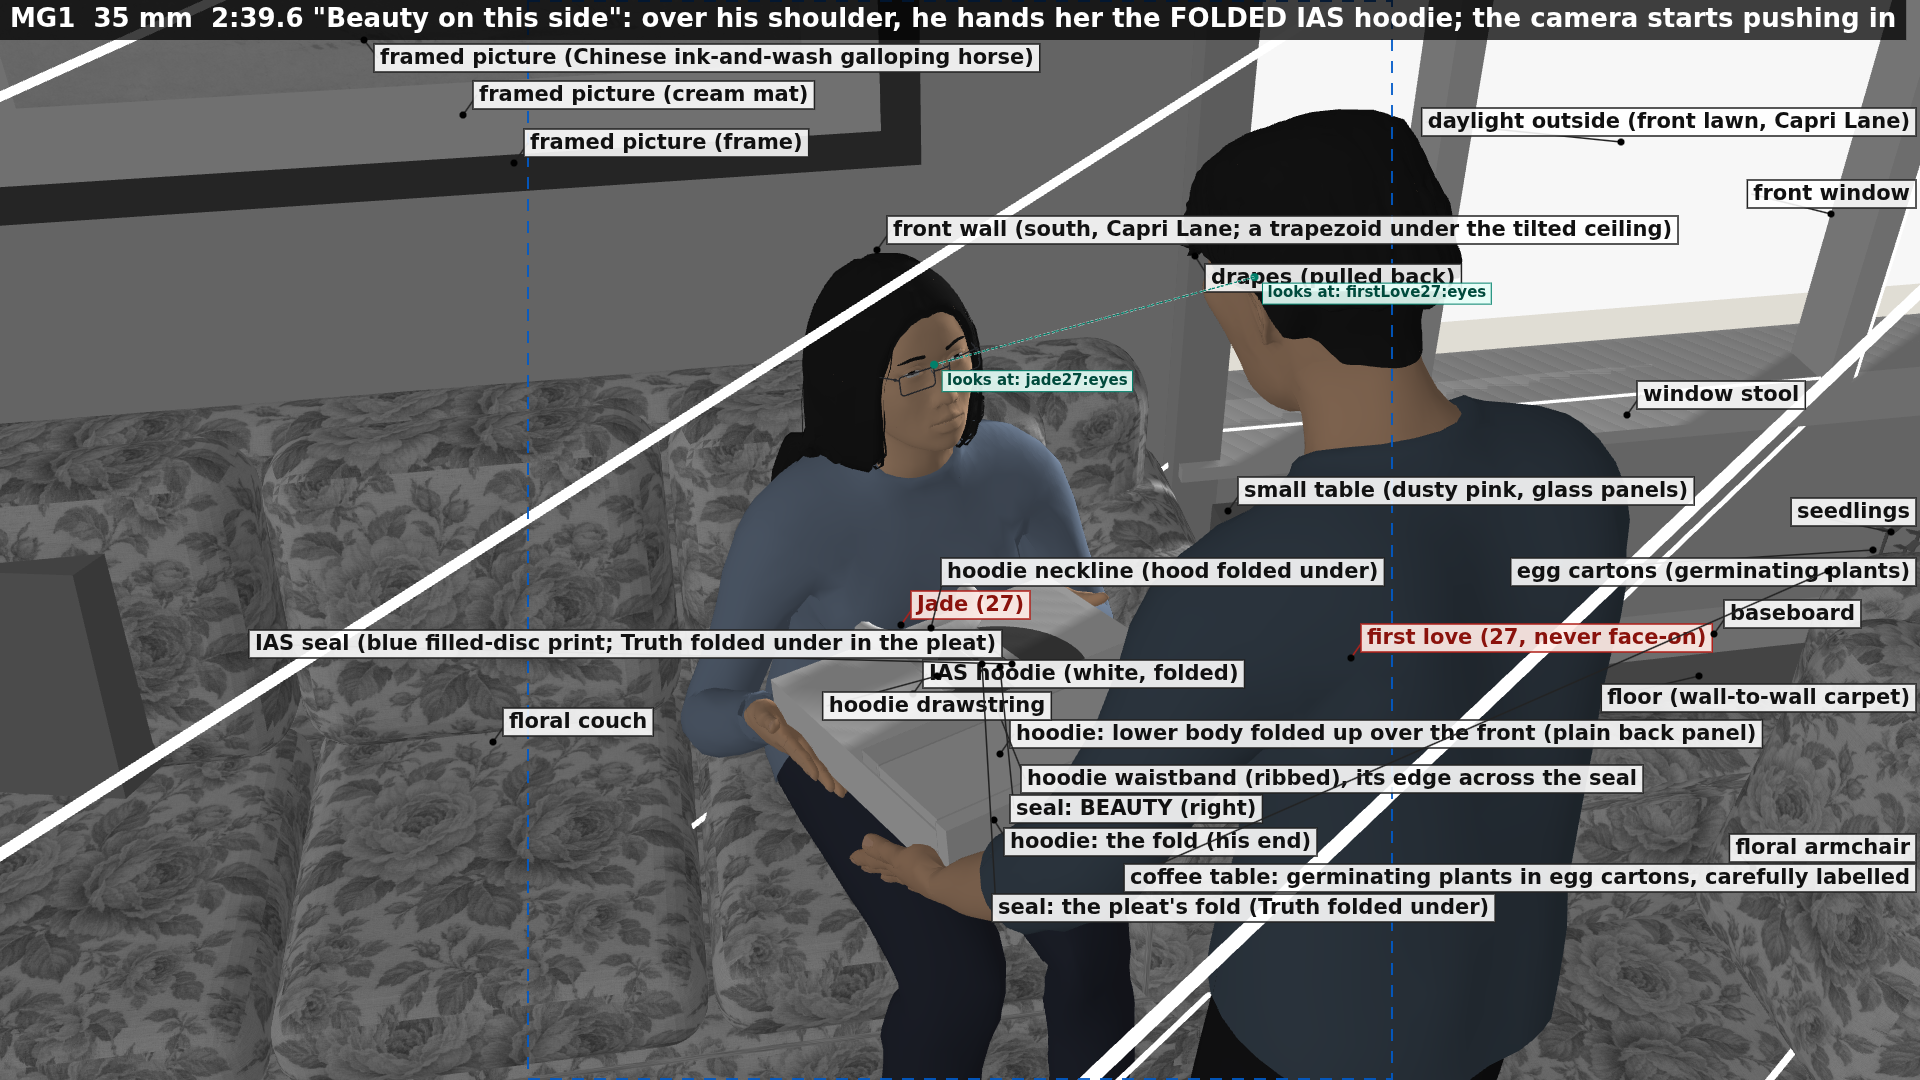 MG1 35 mm 2:39.6 "Beauty on this side": over his shoulder, he hands her the FOLDED IAS hoodie; the camera starts pushing in
framed picture (Chinese ink-and-wash galloping horse)
framed picture (cream mat)
daylight outside (front lawn, Capri Lane)
framed picture (frame)
front window
front wall (south, Capri Lane; a trapezoid under the tilted ceiling)
drapes (pulled back)
looks at: firstLove27:eyes
looks at: jade27:eyes
window stool
small table (dusty pink, glass panels)
seedlings
hoodie neckline (hood folded under)
egg cartons (germinating plants)
Jade (27)
baseboard
first love (27, never face-on)
IAS seal (blue filled-disc print; Truth folded under in the pleat)
IAS hoodie (white, folded)
floor (wall-to-wall carpet)
hoodie drawstring
floral couch
hoodie: lower body folded up over the front (plain back panel)
hoodie waistband (ribbed), its edge across the seal
seal: BEAUTY (right)
hoodie: the fold (his end)
floral armchair
coffee table: germinating plants in egg cartons, carefully labelled
seal: the pleat's fold (Truth folded under)